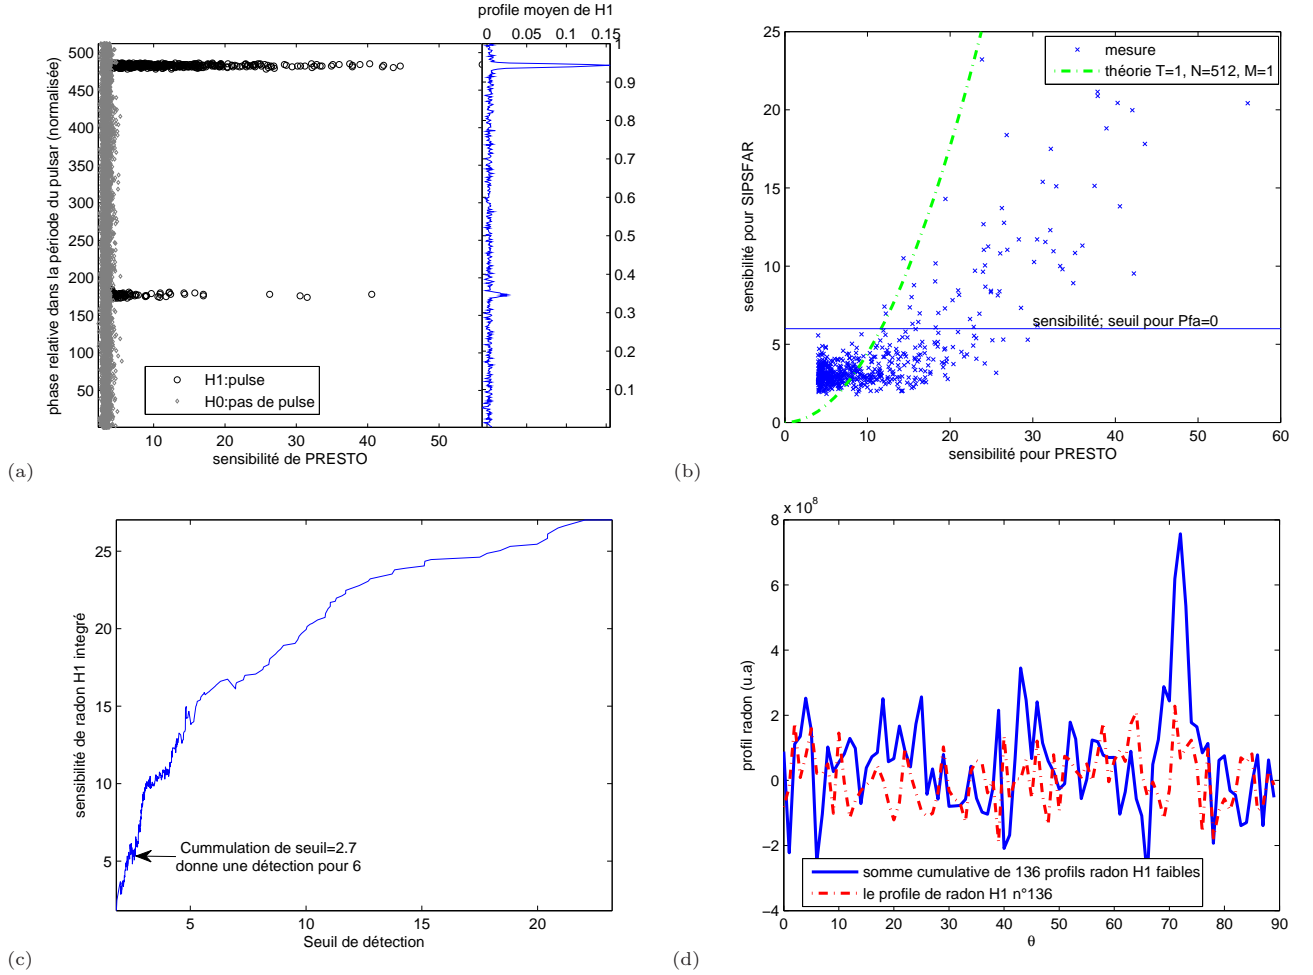 profile moyen de H1
0 0.05 0.1 0.15
phase relative dans la période du pulsar (normalisée)
500
450
400
350
300
250
200
150
100
50
1
0.9
0.8
0.7
0.6
0.5
0.4
0.3
0.2
0.1
H1:pulse
H0:pas de pulse
10 20 30 40 50
sensibilité de PRESTO
(a)
sensibilité pour SIPSFAR
25
20
15
10
5
0
mesure
théorie T=1, N=512, M=1
sensibilité; seuil pour Pfa=0
0 10 20 30 40 50 60
sensibilité pour PRESTO
(b)
sensibilité de radon H1 integré
25
20
15
10
5
Cummulation de seuil=2.7
donne une détection pour 6
5 10 15 20
Seuil de détection
(c)
x 10^8
profil radon (u.a)
8
6
4
2
0
−2
−4
somme cumulative de 136 profils radon H1 faibles
le profile de radon H1 n°136
0 10 20 30 40 50 60 70 80 90
θ
(d)